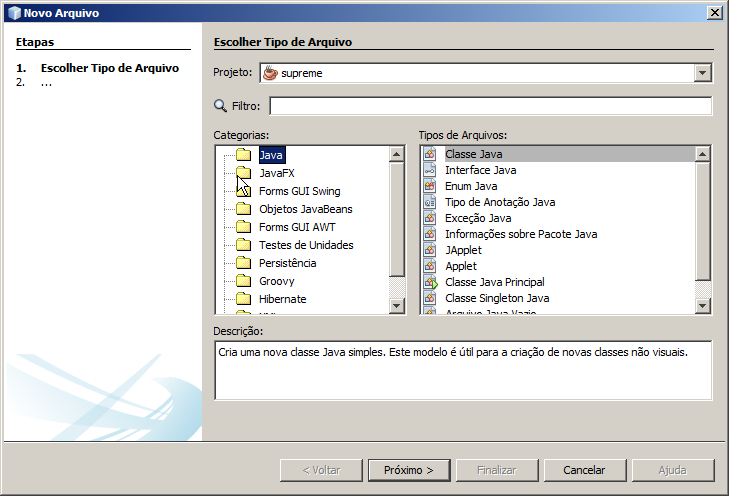 Novo Arquivo
Etapas
1. Escolher Tipo de Arquivo
2. ...
Escolher Tipo de Arquivo
Projeto: supreme
Filtro:
Categorias:
Java
JavaFX
Forms GUI Swing
Objetos JavaBeans
Forms GUI AWT
Testes de Unidades
Persistência
Groovy
Hibernate
Tipos de Arquivos:
Classe Java
Interface Java
Enum Java
Tipo de Anotação Java
Exceção Java
Informações sobre Pacote Java
JApplet
Applet
Classe Java Principal
Classe Singleton Java
Arquivo Java Vazio
Descrição:
Cria uma nova classe Java simples. Este modelo é útil para a criação de novas classes não visuais.
< Voltar
Próximo >
Finalizar
Cancelar
Ajuda